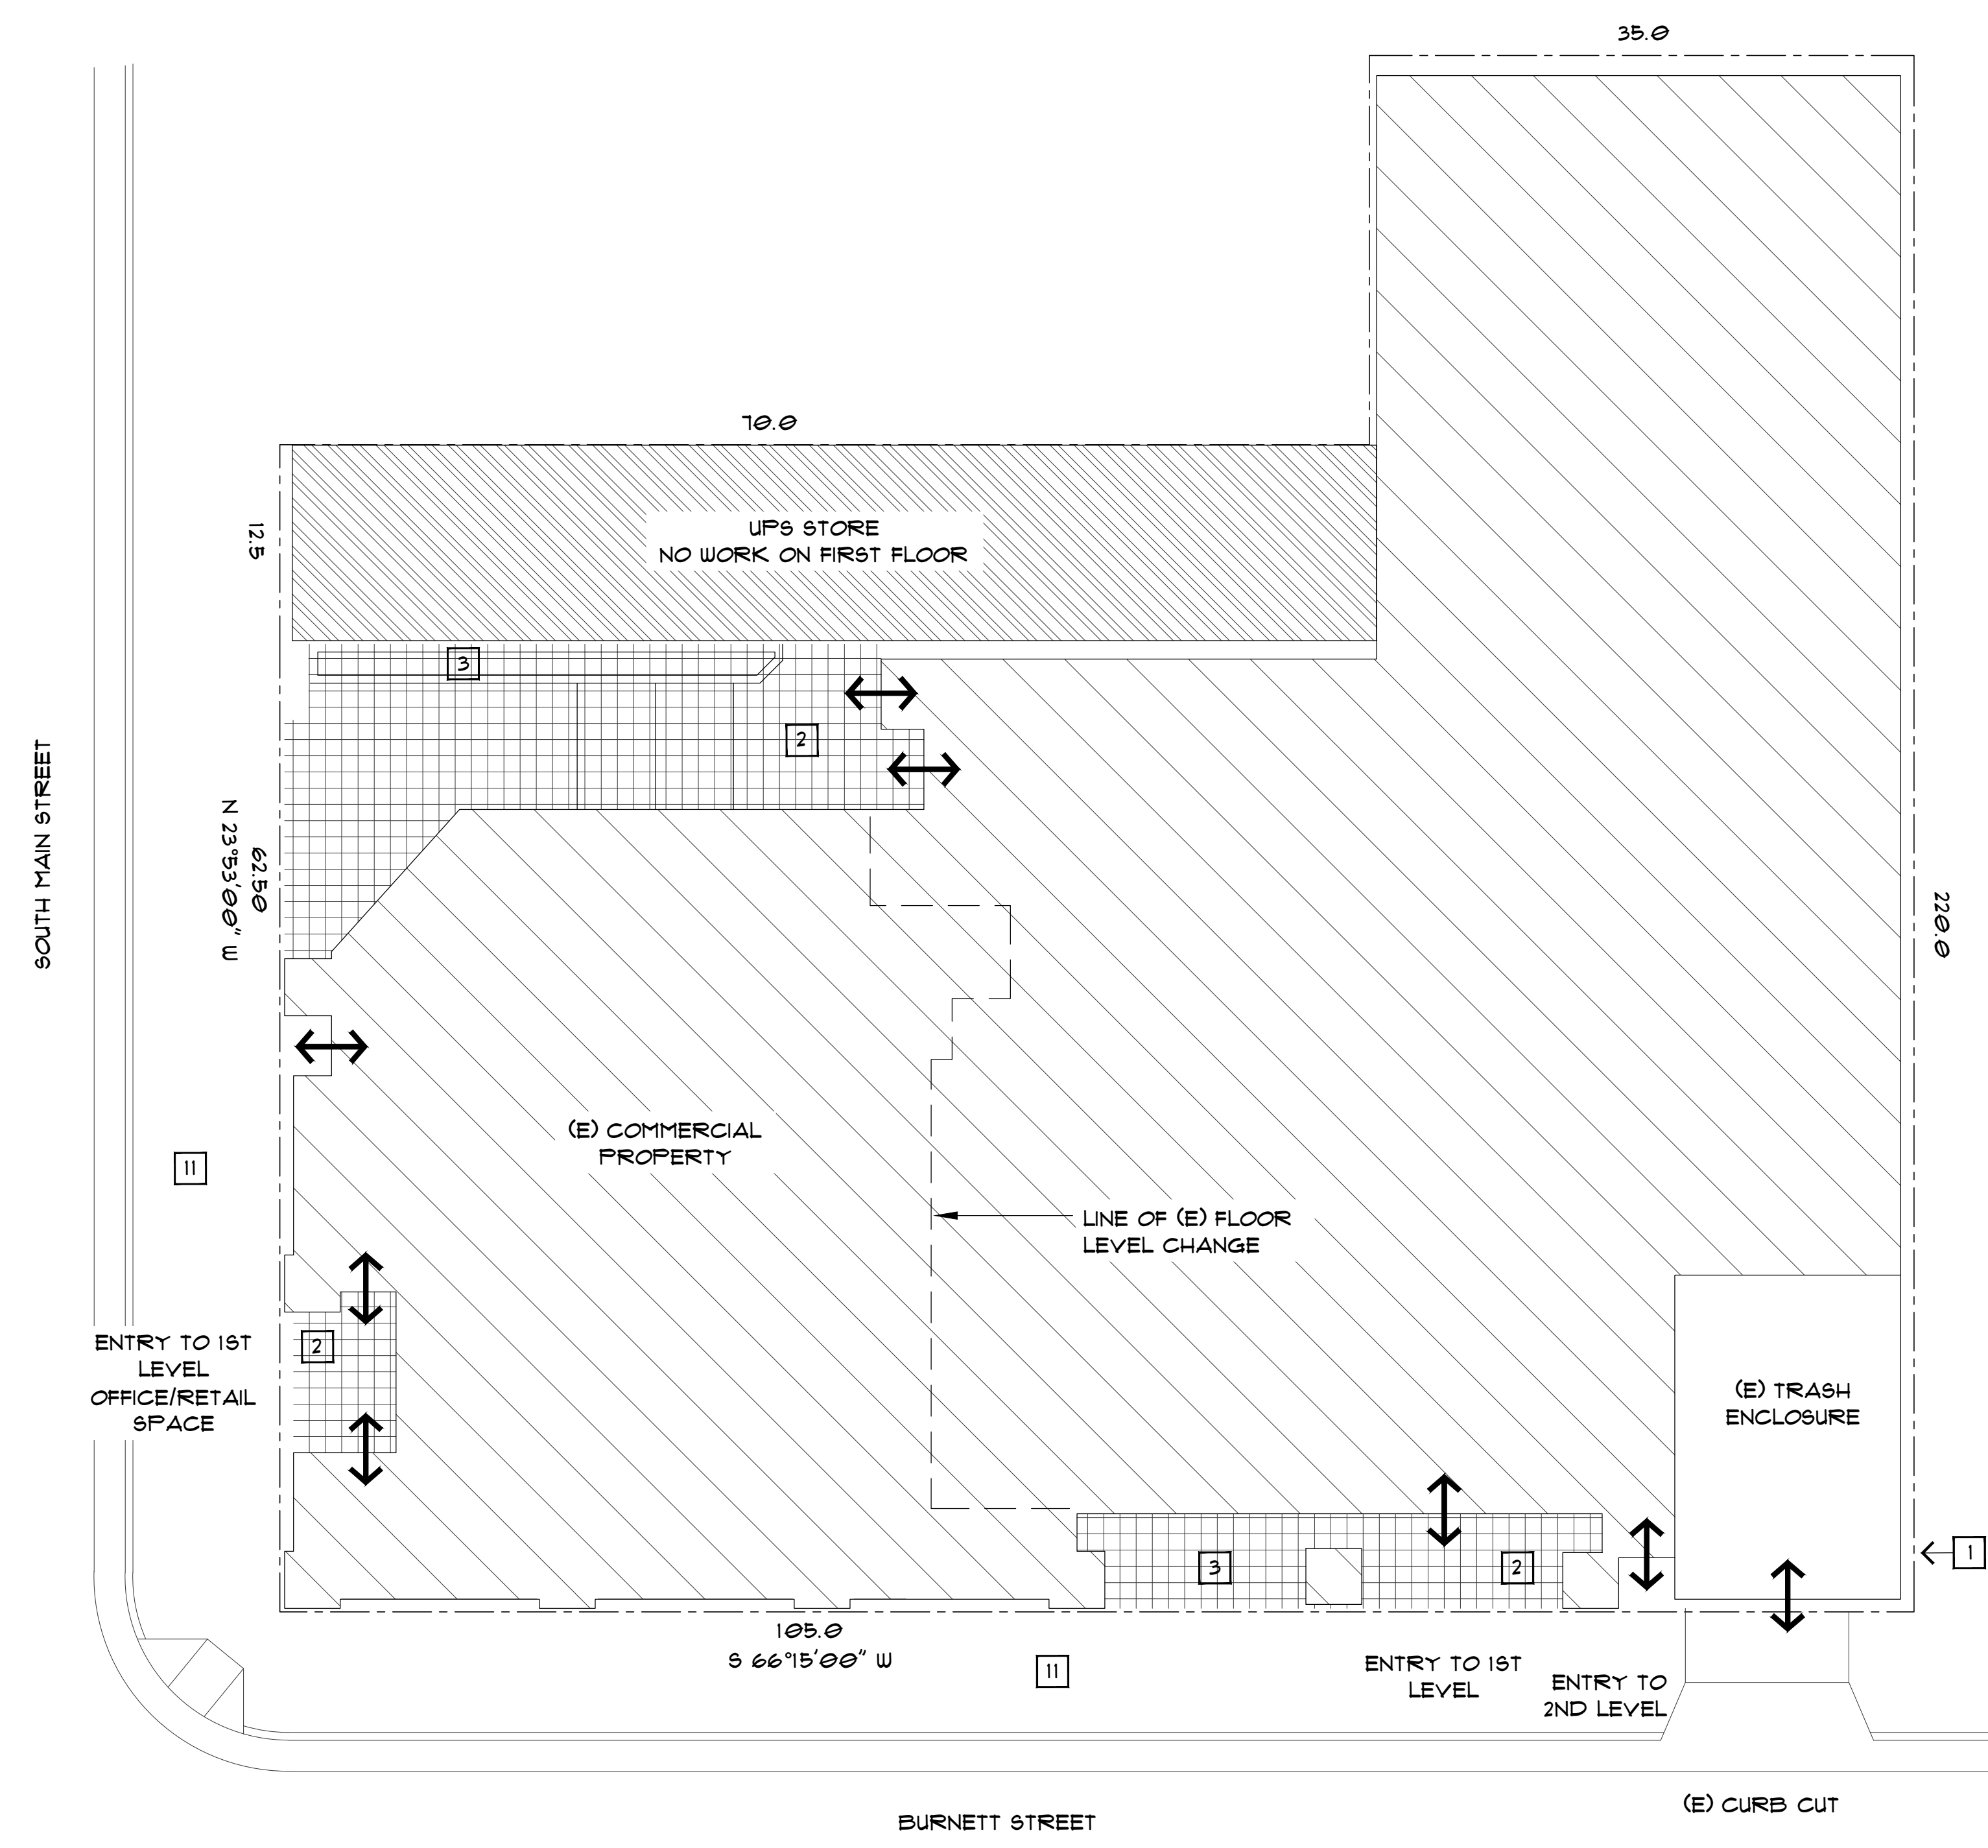 35.0
70.0
12.5
UPS STORE
NO WORK ON FIRST FLOOR
3
2
SOUTH MAIN STREET
N 23°53'00" W
62.50
220.0
(E) COMMERCIAL
PROPERTY
11
LINE OF (E) FLOOR
LEVEL CHANGE
ENTRY TO 1ST
LEVEL
OFFICE/RETAIL
SPACE
2
(E) TRASH
ENCLOSURE
3
2
1
105.0
S 66°15'00" W
11
ENTRY TO 1ST
LEVEL
ENTRY TO
2ND LEVEL
(E) CURB CUT
BURNETT STREET